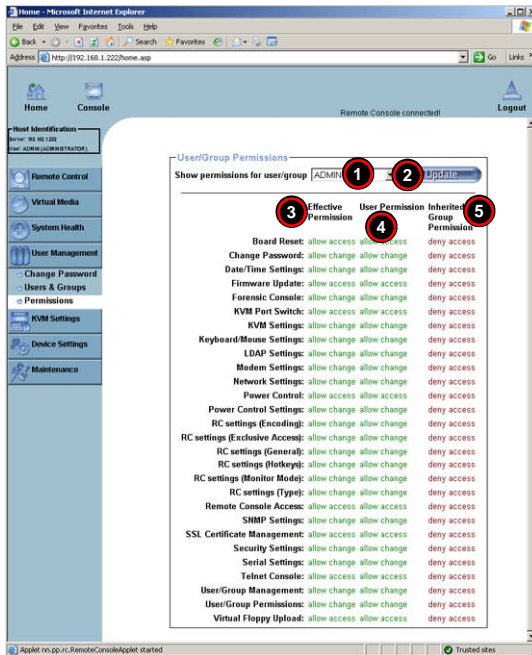 Home - Microsoft Internet Explorer
File Edit View Favorites Tools Help
Back Search Favorites
Address http://192.168.1.222/home.asp Go Links
Home Console Logout
Remote Console connected!
Host Identification
Server: 192.168.1.222
User: ADMIN (ADMINISTRATOR)
Remote Control
Virtual Media
System Health
User Management
Change Password
Users & Groups
Permissions
KVM Settings
Device Settings
Maintenance
User/Group Permissions
Show permissions for user/group ADMIN 1 2 Update
3 Effective Permission User Permission 4 Inherited Group Permission 5
Board Reset: allow access allow access deny access
Change Password: allow change allow change deny access
Date/Time Settings: allow change allow change deny access
Firmware Update: allow access allow access deny access
Forensic Console: allow change allow change deny access
KVM Port Switch: allow access allow access deny access
KVM Settings: allow change allow change deny access
Keyboard/Mouse Settings: allow change allow change deny access
LDAP Settings: allow change allow change deny access
Modem Settings: allow change allow change deny access
Network Settings: allow change allow change deny access
Power Control: allow access allow access deny access
Power Control Settings: allow change allow change deny access
RC settings (Encoding): allow change allow change deny access
RC settings (Exclusive Access): allow change allow change deny access
RC settings (General): allow change allow change deny access
RC settings (Hotkeys): allow change allow change deny access
RC settings (Monitor Mode): allow change allow change deny access
RC settings (Type): allow change allow change deny access
Remote Console Access: allow access allow access deny access
SNMP Settings: allow change allow change deny access
SSL Certificate Management: allow access allow access deny access
Security Settings: allow change allow change deny access
Serial Settings: allow change allow change deny access
Telnet Console: allow access allow access deny access
User/Group Management: allow change allow change deny access
User/Group Permissions: allow change allow change deny access
Virtual Floppy Upload: allow access allow access deny access
Applet nn.pp.rc.RemoteConsoleApplet started Trusted sites